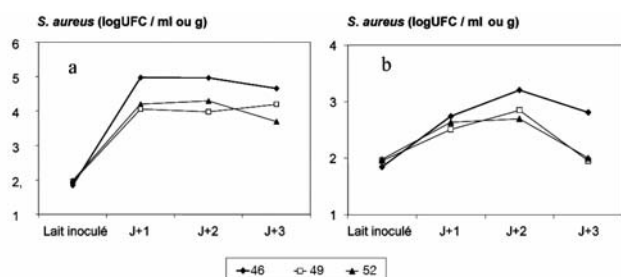 S. aureus (logUFC / ml ou g)
S. aureus (logUFC / ml ou g)
6
5
4
3
2,
1
a
Lait inoculé J+1 J+2 J+3
4
3
2
1
b
Lait inoculé J+1 J+2 J+3
46 49 52